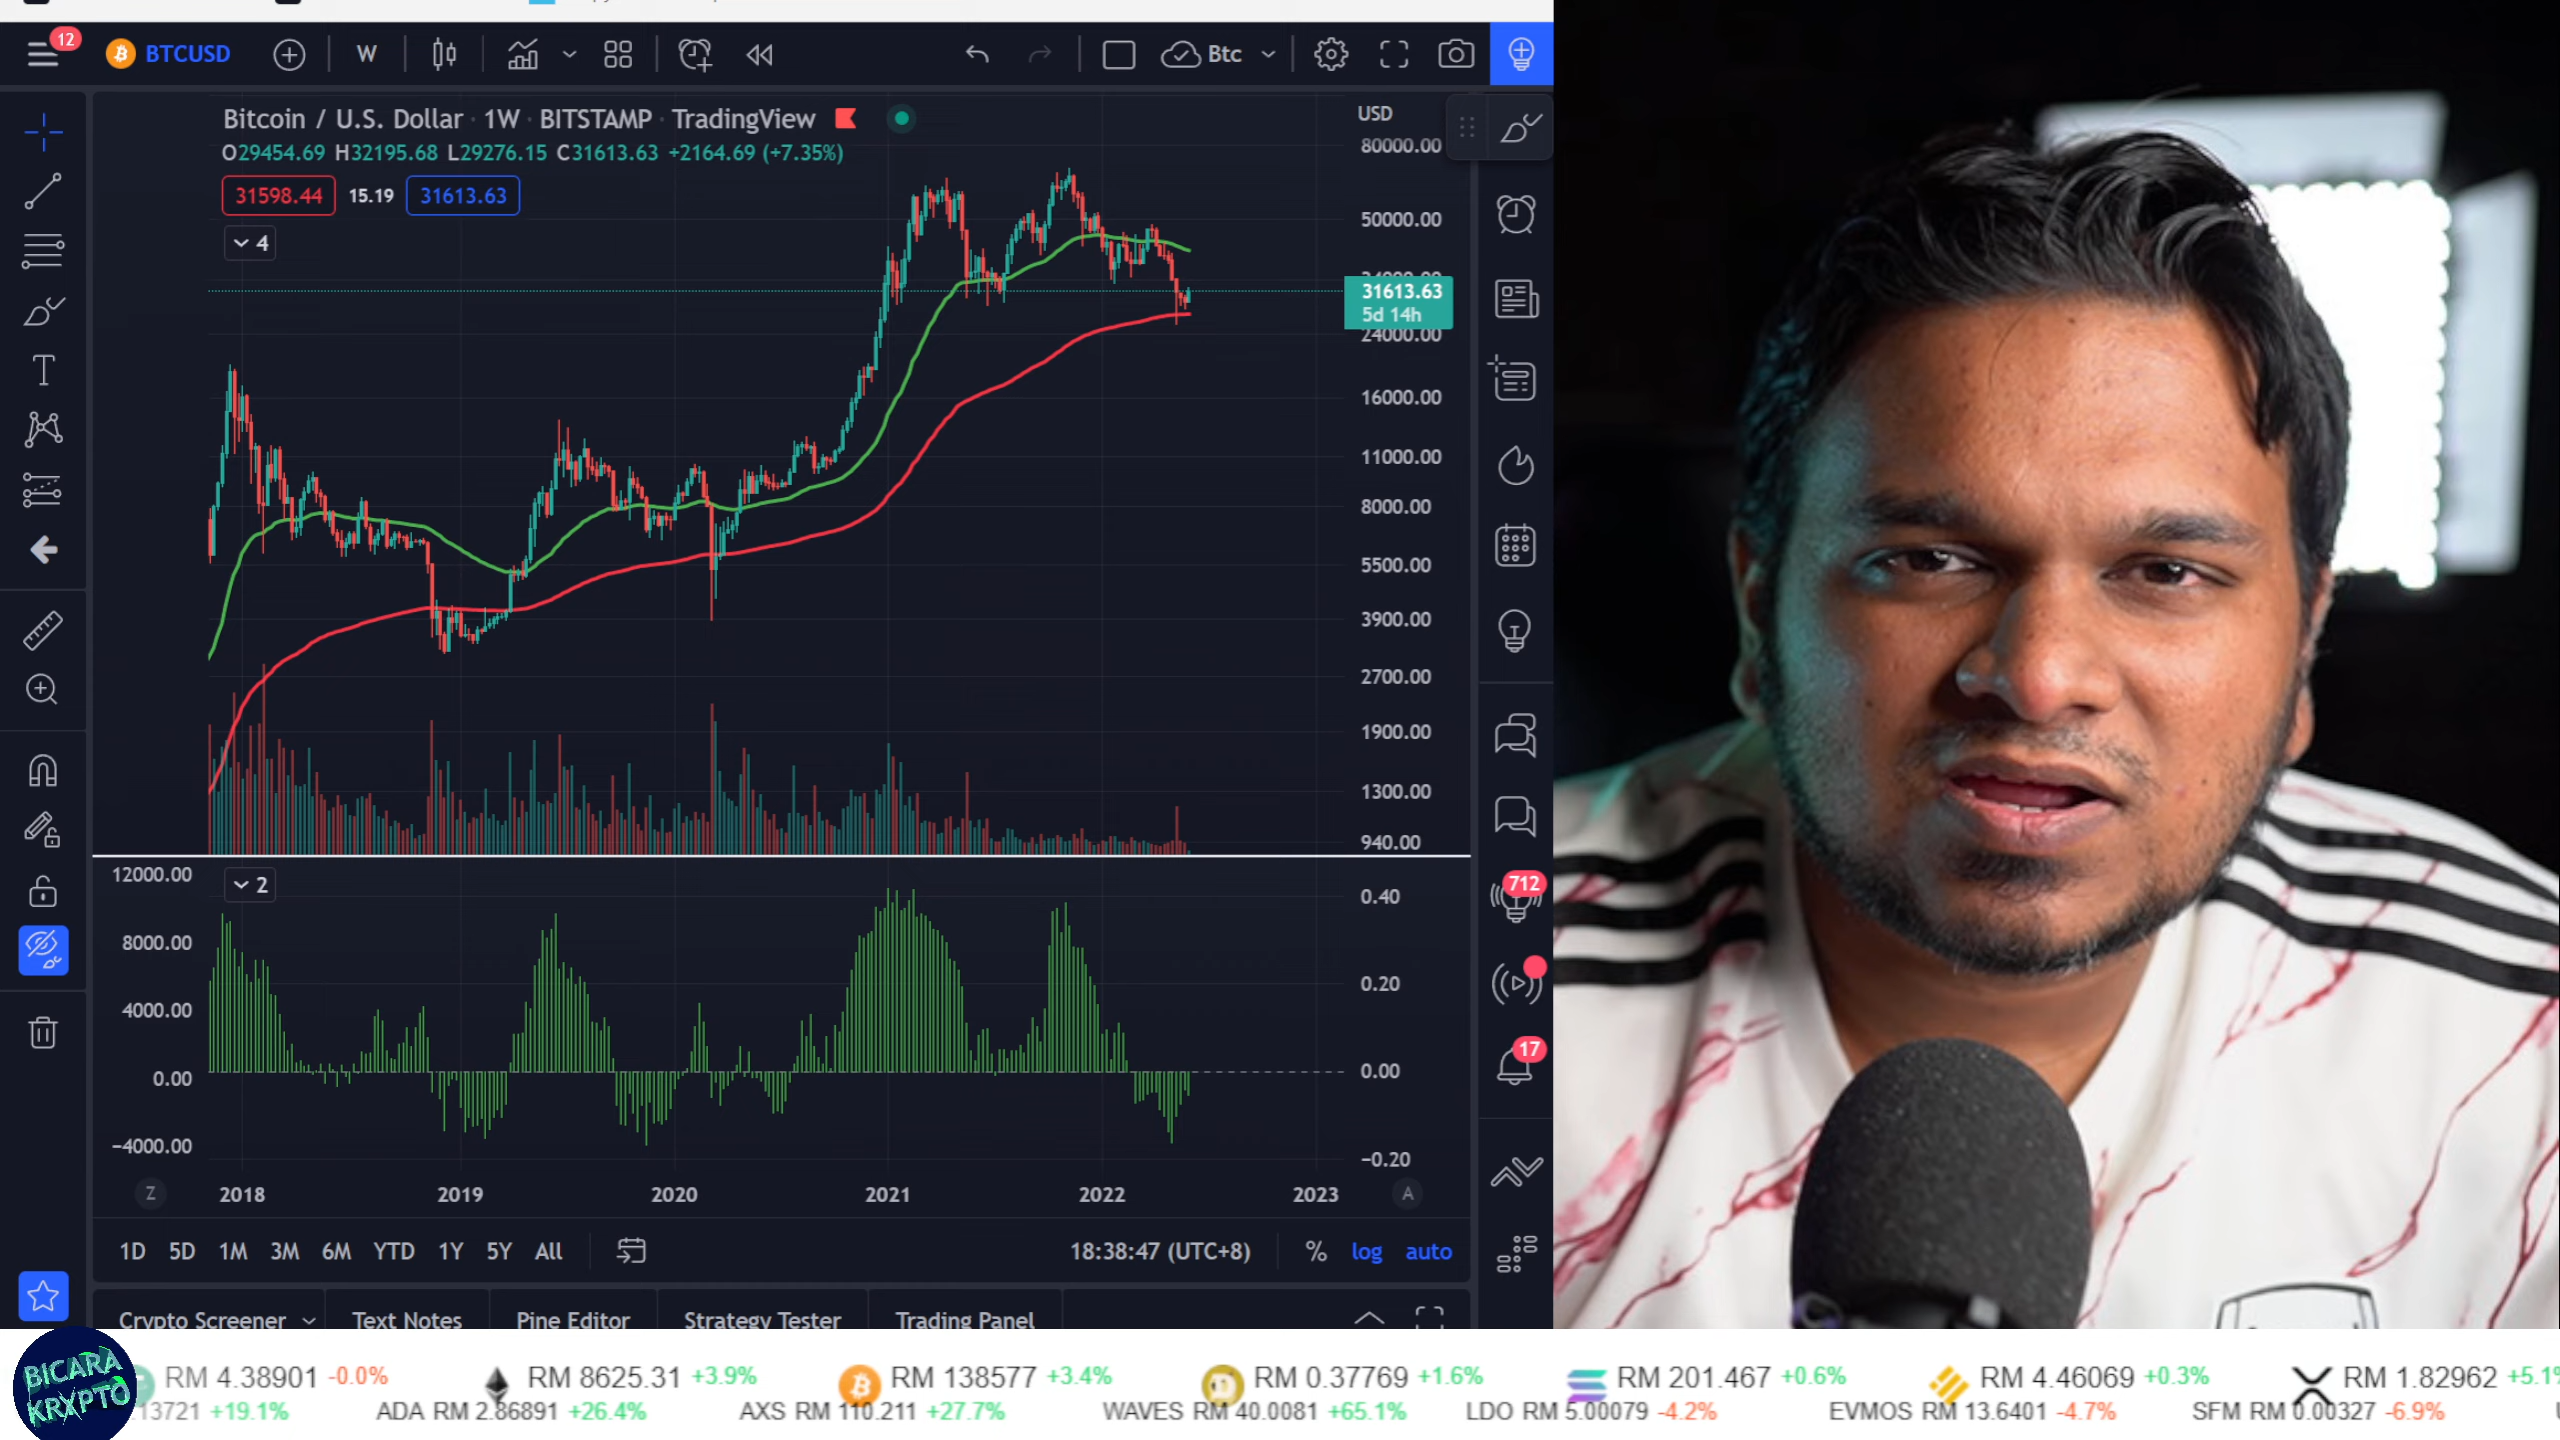 12
BTCUSD
W
Btc
Bitcoin / U.S. Dollar · 1W · BITSTAMP · TradingView
USD
O29454.69 H32195.68 L29276.15 C31613.63 +2164.69 (+7.35%)
31598.44 15.19 31613.63
4
80000.00
50000.00
31613.63
5d 14h
24000.00
16000.00
11000.00
8000.00
5500.00
3900.00
2700.00
1900.00
1300.00
940.00
712
17
2
12000.00
8000.00
4000.00
0.00
−4000.00
0.40
0.20
0.00
−0.20
Z 2018 2019 2020 2021 2022 2023 A
1D 5D 1M 3M 6M YTD 1Y 5Y All
18:38:47 (UTC+8) % log auto
Crypto Screener Text Notes Pine Editor Strategy Tester Trading Panel
BICARA
KRXPTO
RM 4.38901 -0.0% RM 8625.31 +3.9% RM 138577 +3.4% RM 0.37769 +1.6% RM 201.467 +0.6% RM 4.46069 +0.3% RM 1.82962 +5.1%
13721 +19.1% ADA RM 2.86891 +26.4% AXS RM 110.211 +27.7% WAVES RM 40.0081 +65.1% LDO RM 5.00079 -4.2% EVMOS RM 13.6401 -4.7% SFM RM 0.00327 -6.9%